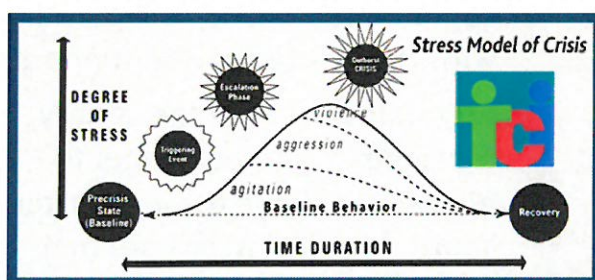 Stress Model of Crisis
Outburst
CRISIS
Escalation
Phase
DEGREE
OF
STRESS
Triggering
Event
violence
aggression
agitation
TCI
Precrisis
State
(Baseline)
Baseline Behavior
Recovery
TIME DURATION